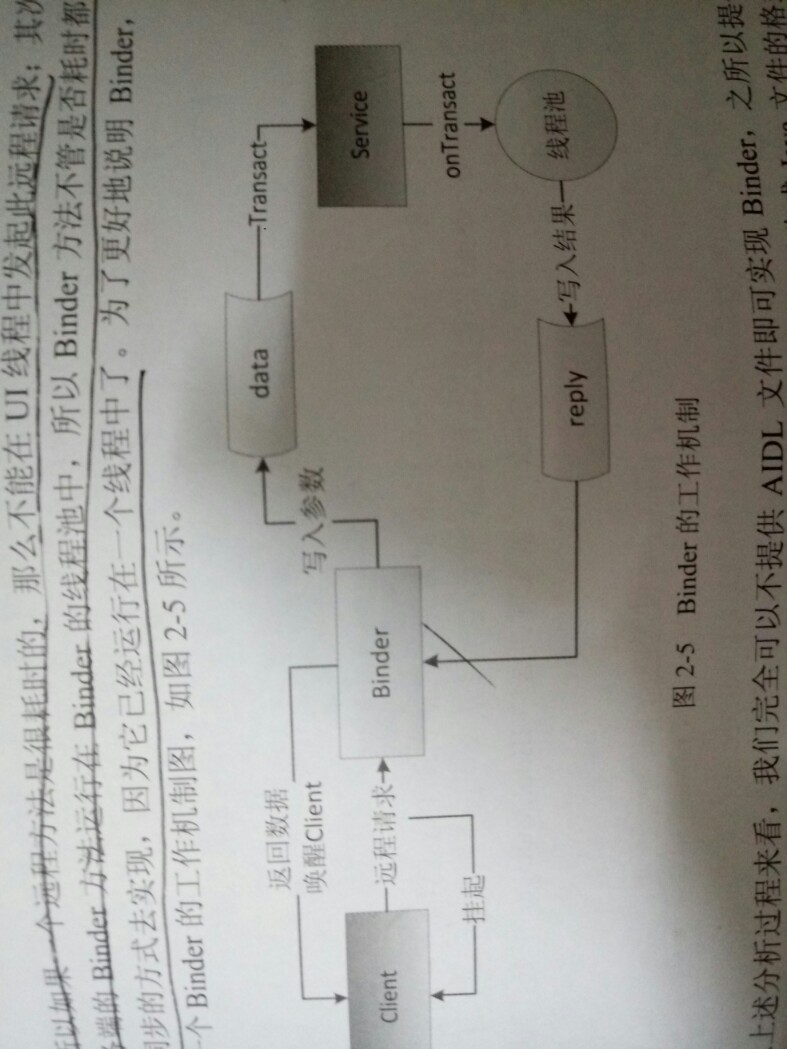 所以如果一个远程方法是很耗时的，那么不能在 UI 线程中发起此远程请求；其次
务端的 Binder 方法运行在 Binder 的线程池中，所以 Binder 方法不管是否耗时都
同步的方式去实现，因为它已经运行在一个线程中了。为了更好地说明 Binder，
一个 Binder 的工作机制图，如图 2-5 所示。
返回数据
唤醒Client
Client
远程请求
挂起
Binder
写入参数
data
Transact
Service
onTransact
线程池
写入结果
reply
图 2-5 Binder 的工作机制
上述分析过程来看，我们完全可以不提供 AIDL 文件即可实现 Binder，之所以提
文件的格